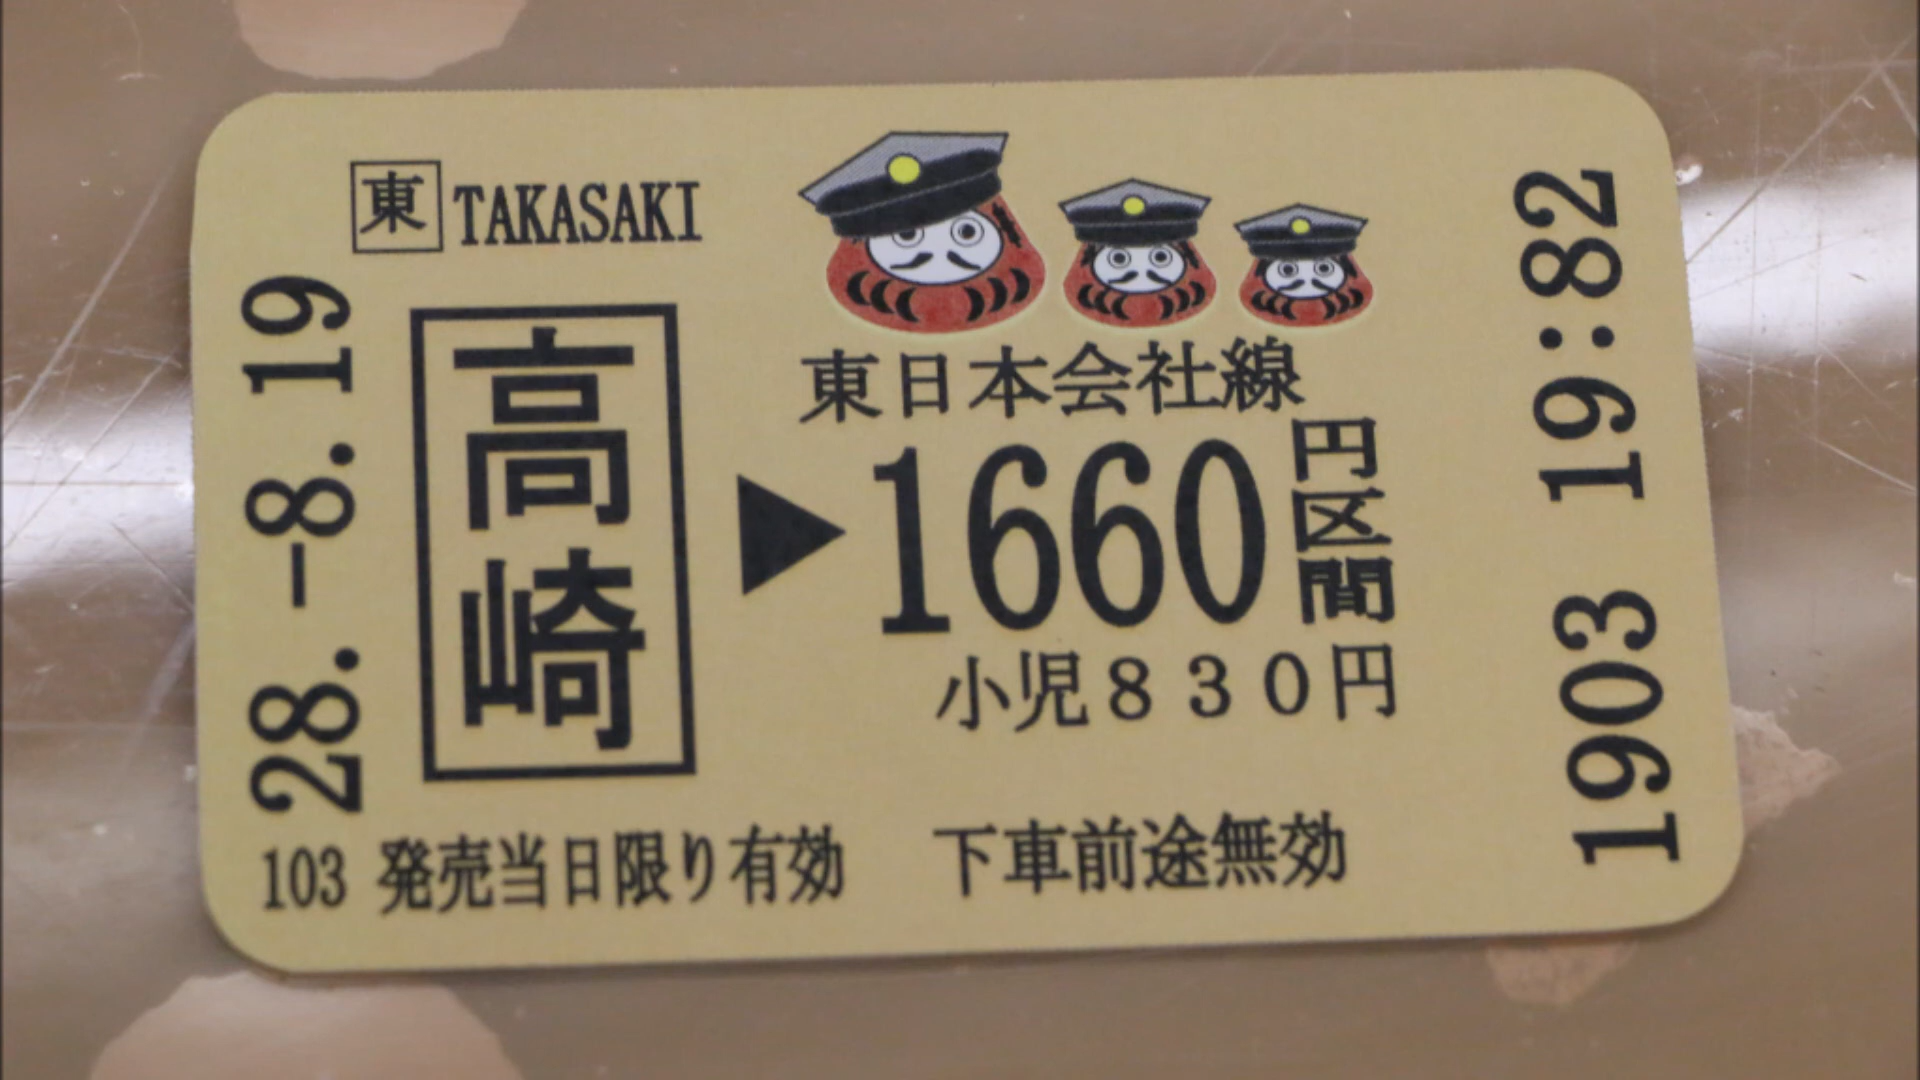 東 TAKASAKI
28.-8.19
高崎
東日本会社線
▶1660円区間
小児830円
103 発売当日限り有効 下車前途無効
1903 19:82